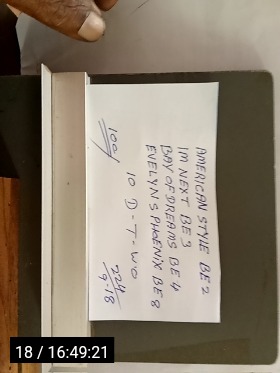 AMERICAN STYLE BE 2
IM NEXT BE 3
BAY OF DREAMS BE 4
EVELYN S PHOENIX BE 8
10 D-T-W.O
224
9-18
18 / 16:49:21